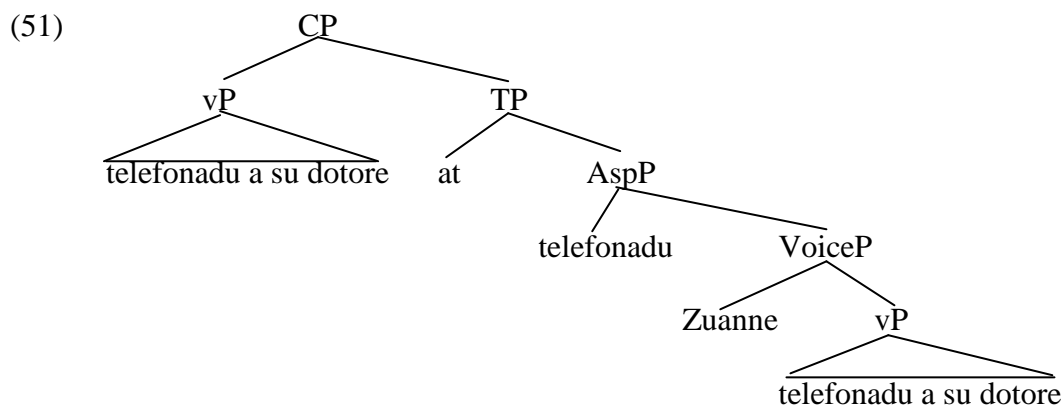 (51) CP
vP TP
telefonadu a su dotore at AspP
telefonadu VoiceP
Zuanne vP
telefonadu a su dotore